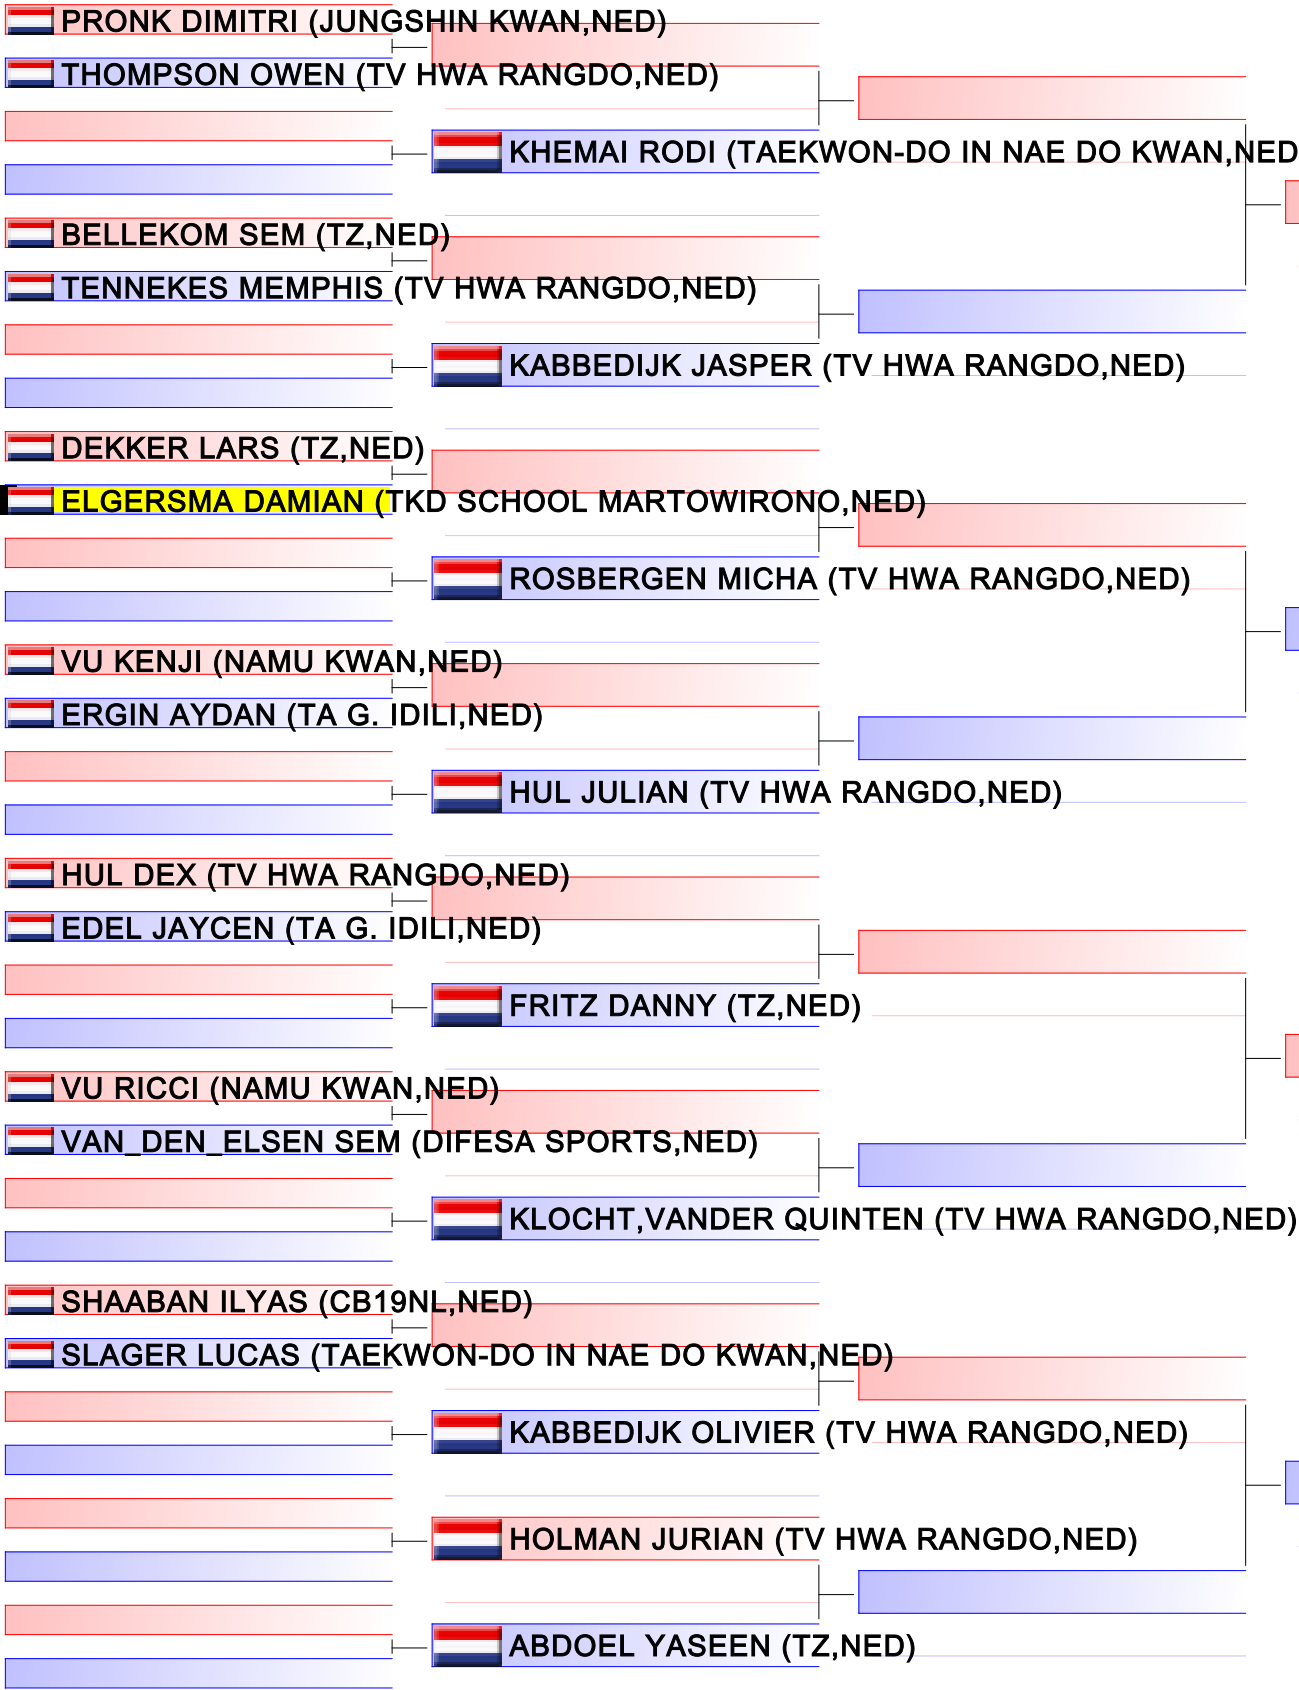 PRONK DIMITRI (JUNGSHIN KWAN,NED)
THOMPSON OWEN (TV HWA RANGDO,NED)
KHEMAI RODI (TAEKWON-DO IN NAE DO KWAN,NED
BELLEKOM SEM (TZ,NED)
TENNEKES MEMPHIS (TV HWA RANGDO,NED)
KABBEDIJK JASPER (TV HWA RANGDO,NED)
DEKKER LARS (TZ,NED)
ELGERSMA DAMIAN (TKD SCHOOL MARTOWIRONO,NED)
ROSBERGEN MICHA (TV HWA RANGDO,NED)
VU KENJI (NAMU KWAN,NED)
ERGIN AYDAN (TA G. IDILI,NED)
HUL JULIAN (TV HWA RANGDO,NED)
HUL DEX (TV HWA RANGDO,NED)
EDEL JAYCEN (TA G. IDILI,NED)
FRITZ DANNY (TZ,NED)
VU RICCI (NAMU KWAN,NED)
VAN_DEN_ELSEN SEM (DIFESA SPORTS,NED)
KLOCHT,VANDER QUINTEN (TV HWA RANGDO,NED)
SHAABAN ILYAS (CB19NL,NED)
SLAGER LUCAS (TAEKWON-DO IN NAE DO KWAN,NED)
KABBEDIJK OLIVIER (TV HWA RANGDO,NED)
HOLMAN JURIAN (TV HWA RANGDO,NED)
ABDOEL YASEEN (TZ,NED)